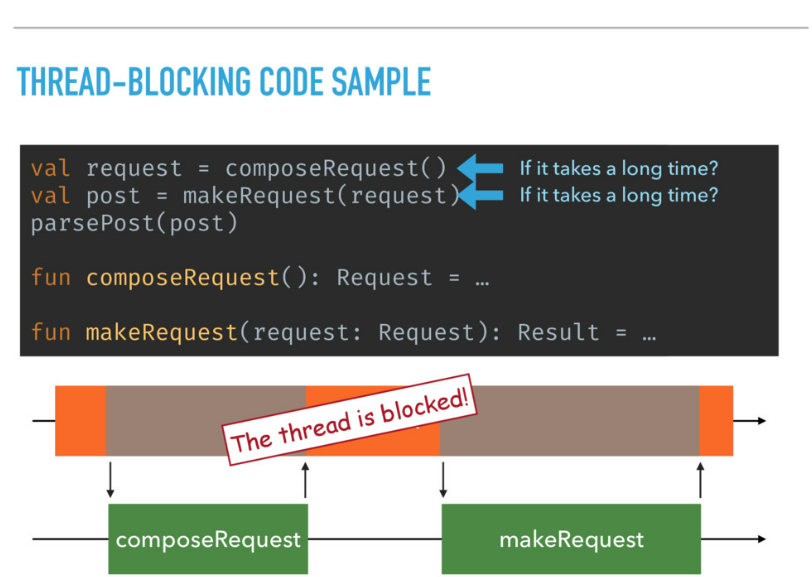 THREAD-BLOCKING CODE SAMPLE
val request = composeRequest() If it takes a long time?
val post = makeRequest(request) If it takes a long time?
parsePost(post)
fun composeRequest(): Request = …
fun makeRequest(request: Request): Result = …
The thread is blocked!
composeRequest makeRequest